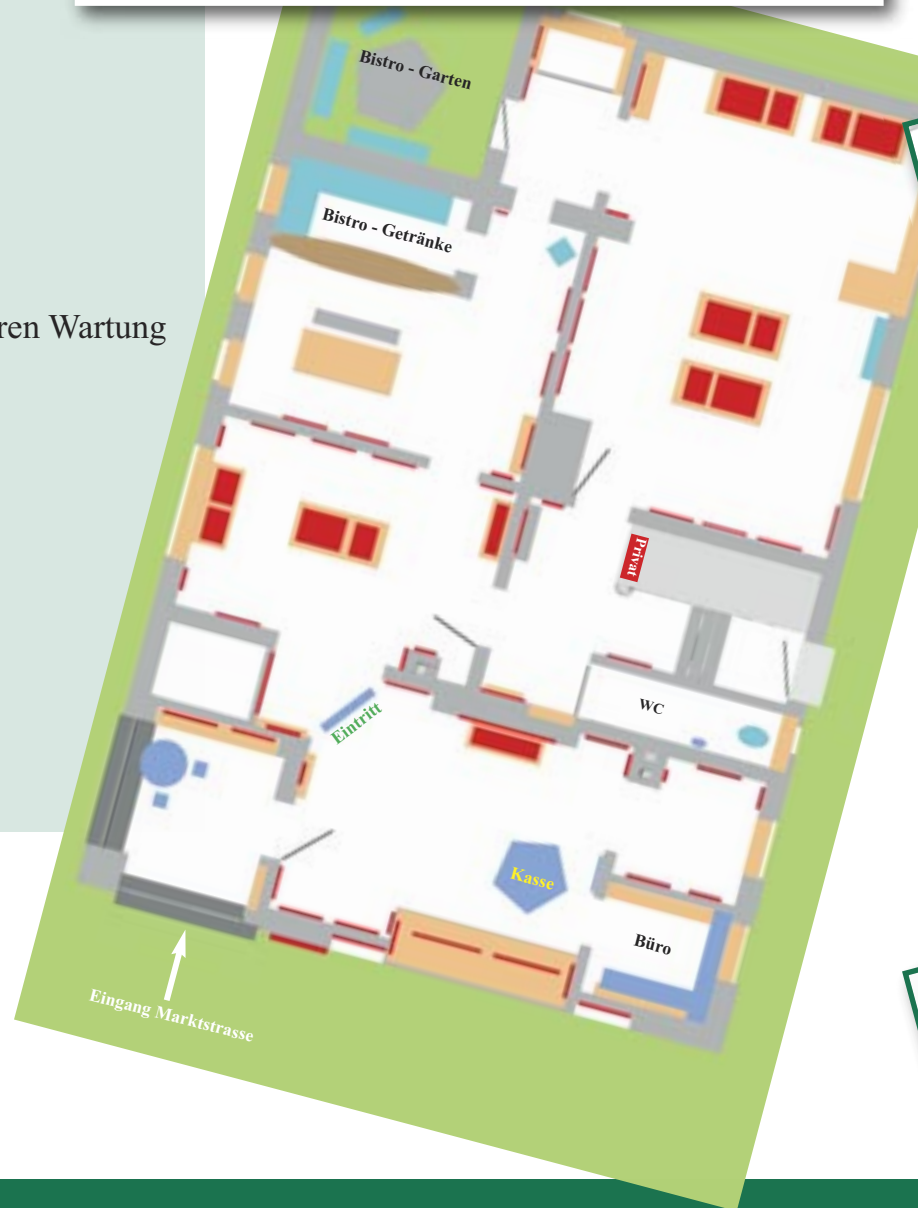 Bistro - Garten
Bistro - Getränke
ren Wartung
Privat
WC
Eintritt
Kasse
Büro
Eingang Marktstrasse